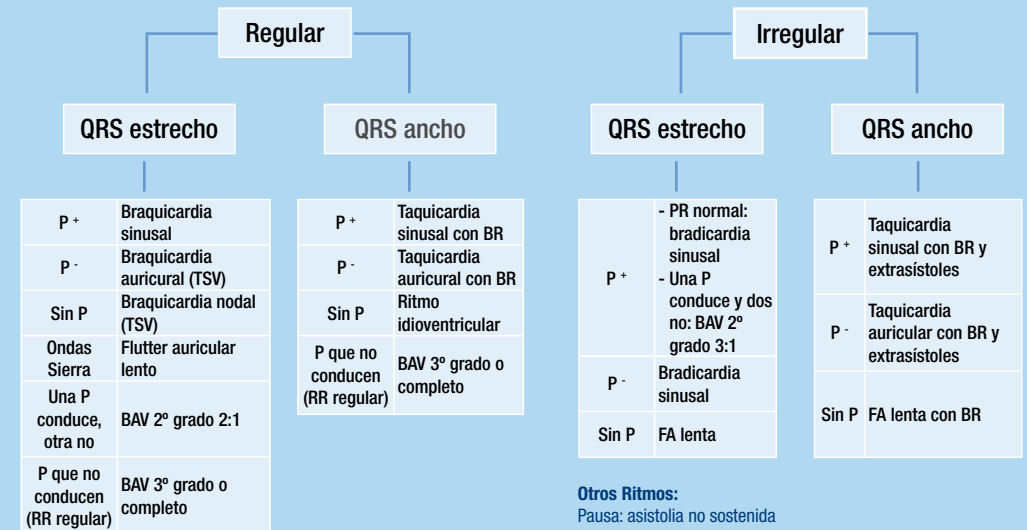 Regular
Irregular
QRS estrecho
QRS ancho
QRS estrecho
QRS ancho
P +
Braquicardia
sinusal
P -
Braquicardia
auricural (TSV)
Sin P
Braquicardia nodal
(TSV)
Ondas
Sierra
Flutter auricular
lento
Una P
conduce,
otra no
BAV 2º grado 2:1
P que no
conducen
(RR regular)
BAV 3º grado o
completo
P +
Taquicardia
sinusal con BR
P -
Taquicardia
auricural con BR
Sin P
Ritmo
idioventricular
P que no
conducen
(RR regular)
BAV 3º grado o
completo
P +
- PR normal:
bradicardia
sinusal
- Una P
conduce y dos
no: BAV 2º
grado 3:1
P -
Bradicardia
sinusal
Sin P
FA lenta
P +
Taquicardia
sinusal con BR y
extrasístoles
P -
Taquicardia
auricular con BR y
extrasístoles
Sin P
FA lenta con BR
Otros Ritmos:
Pausa: asistolia no sostenida